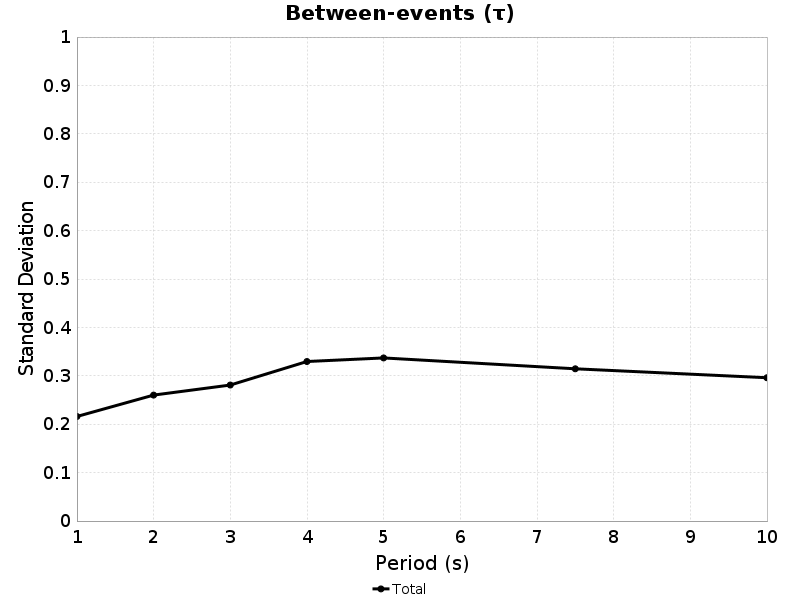 Between-events (τ)
1
0.9
0.8
0.7
0.6
0.5
0.4
0.3
0.2
0.1
0
Standard Deviation
1 2 3 4 5 6 7 8 9 10
Period (s)
Total